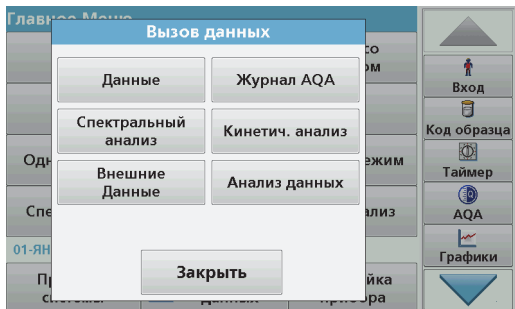 Главное Меню
Вызов данных
Данные
Журнал AQA
Спектральный
анализ
Кинетич. анализ
Внешние
Данные
Анализ данных
Закрыть
Вход
Код образца
Таймер
AQA
Графики